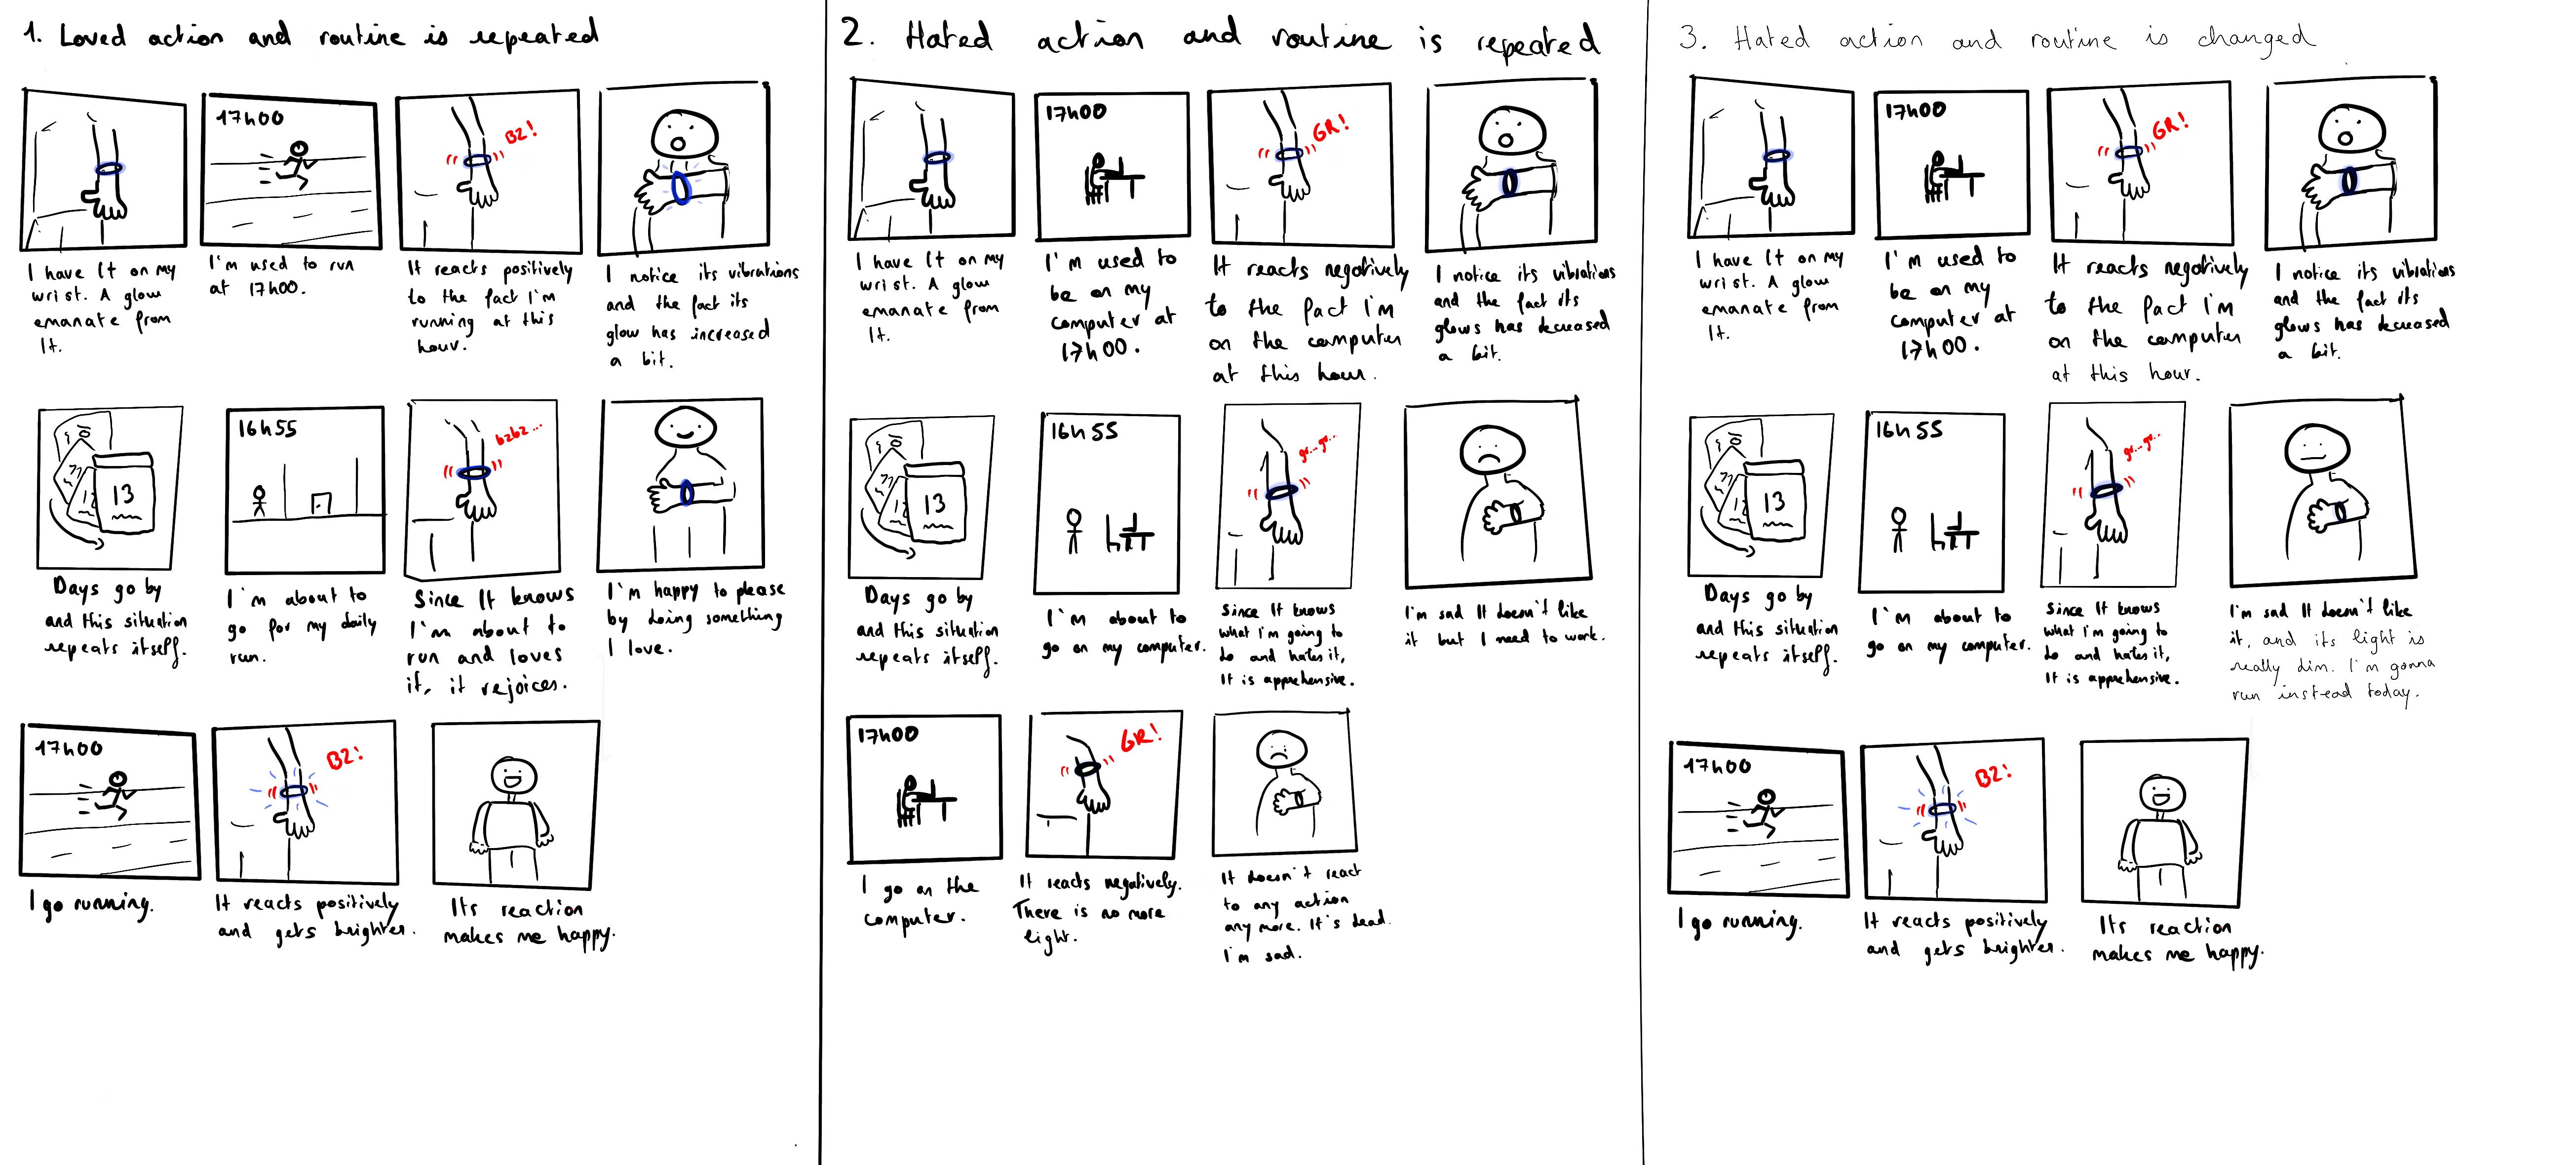 1. Loved action and routine is repeated
17h00
BZ!
I have It on my
wrist. A glow
emanate from
It.
I'm used to run
at 17h00.
It reacts positively
to the fact I'm
running at this
hour.
I notice its vibrations
and the fact its
glow has increased
a bit.
13
16h55
bzbz...
Days go by
and this situation
repeats itself.
I'm about to
go for my daily
run.
Since It knows
I'm about to
run and loves
it, it rejoices.
I'm happy to please
by doing something
I love.
17h00
BZ!
I go running.
It reacts positively
and gets brighter.
Its reaction
makes me happy.
2. Hated action and routine is repeated
17h00
GR!
I have It on my
wrist. A glow
emanate from
It.
I'm used to
be on my
computer at
17h00.
It reacts negatively
to the fact I'm
on the computer
at this hour.
I notice its vibrations
and the fact its
glows has decreased
a bit.
13
16h55
gr...gr...
Days go by
and this situation
repeats itself.
I'm about to
go on my computer.
Since It knows
what I'm going to
do and hates it,
It is apprehensive.
I'm sad It doesn't like
it but I need to work.
17h00
GR!
I go on the
computer.
It reacts negatively.
There is no more
light.
It doesn't react
to any action
any more. It's dead.
I'm sad.
3. Hated action and routine is changed
17h00
GR!
I have It on my
wrist. A glow
emanate from
It.
I'm used to
be on my
computer at
17h00.
It reacts negatively
to the fact I'm
on the computer
at this hour.
I notice its vibrations
and the fact its
glows has decreased
a bit.
13
16h55
gr...gr...
Days go by
and this situation
repeats itself.
I'm about to
go on my computer.
Since It knows
what I'm going to
do and hates it,
It is apprehensive.
I'm sad It doesn't like
it, and its light is
really dim. I'm gonna
run instead today.
17h00
BZ!
I go running.
It reacts positively
and gets brighter.
Its reaction
makes me happy.